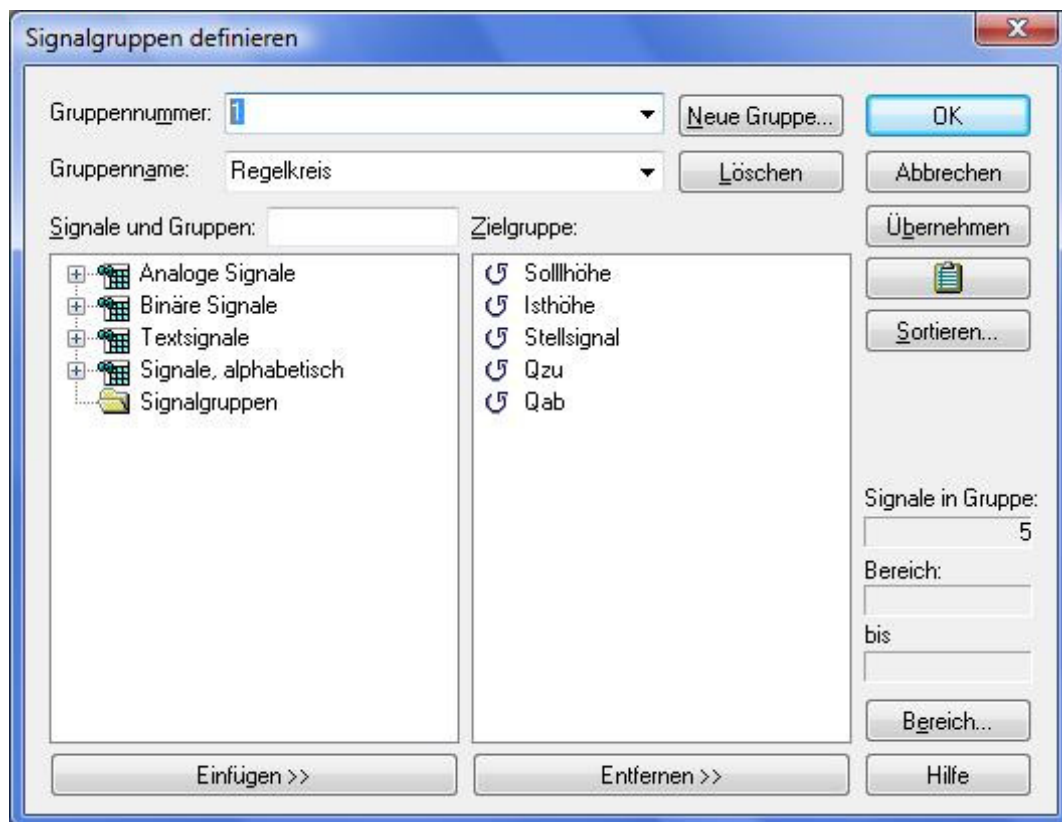 Signalgruppen definieren
X
Gruppennummer: 1 Neue Gruppe... OK
Gruppenname: Regelkreis Löschen Abbrechen
Signale und Gruppen: Zielgruppe: Übernehmen
Analoge Signale
Binäre Signale
Textsignale
Signale, alphabetisch
Signalgruppen
Solllhöhe
Isthöhe
Stellsignal
Qzu
Qab
Sortieren...
Signale in Gruppe:
5
Bereich:
bis
Bereich...
Einfügen >> Entfernen >> Hilfe